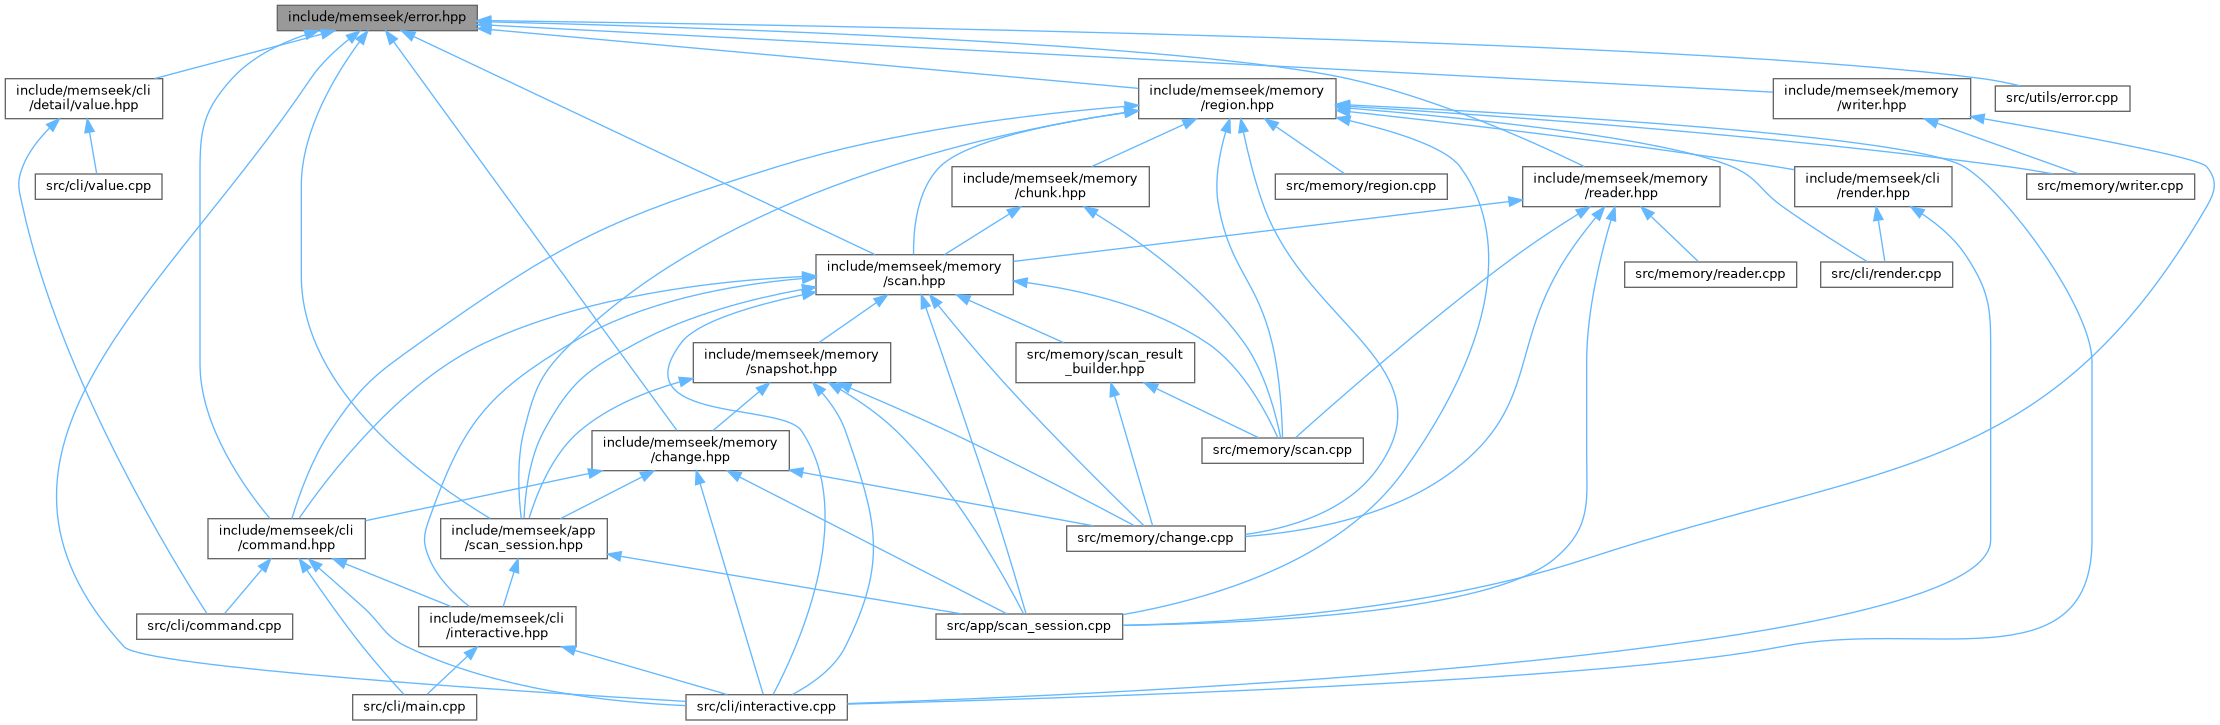 include/memseek/error.hpp
include/memseek/cli
/detail/value.hpp
include/memseek/memory
/region.hpp
include/memseek/memory
/writer.hpp
src/utils/error.cpp
src/cli/value.cpp
include/memseek/memory
/chunk.hpp
src/memory/region.cpp
include/memseek/memory
/reader.hpp
include/memseek/cli
/render.hpp
src/memory/writer.cpp
include/memseek/memory
/scan.hpp
src/memory/reader.cpp
src/cli/render.cpp
include/memseek/memory
/snapshot.hpp
src/memory/scan_result
_builder.hpp
include/memseek/memory
/change.hpp
src/memory/scan.cpp
include/memseek/cli
/command.hpp
include/memseek/app
/scan_session.hpp
src/memory/change.cpp
src/cli/command.cpp
include/memseek/cli
/interactive.hpp
src/app/scan_session.cpp
src/cli/main.cpp
src/cli/interactive.cpp